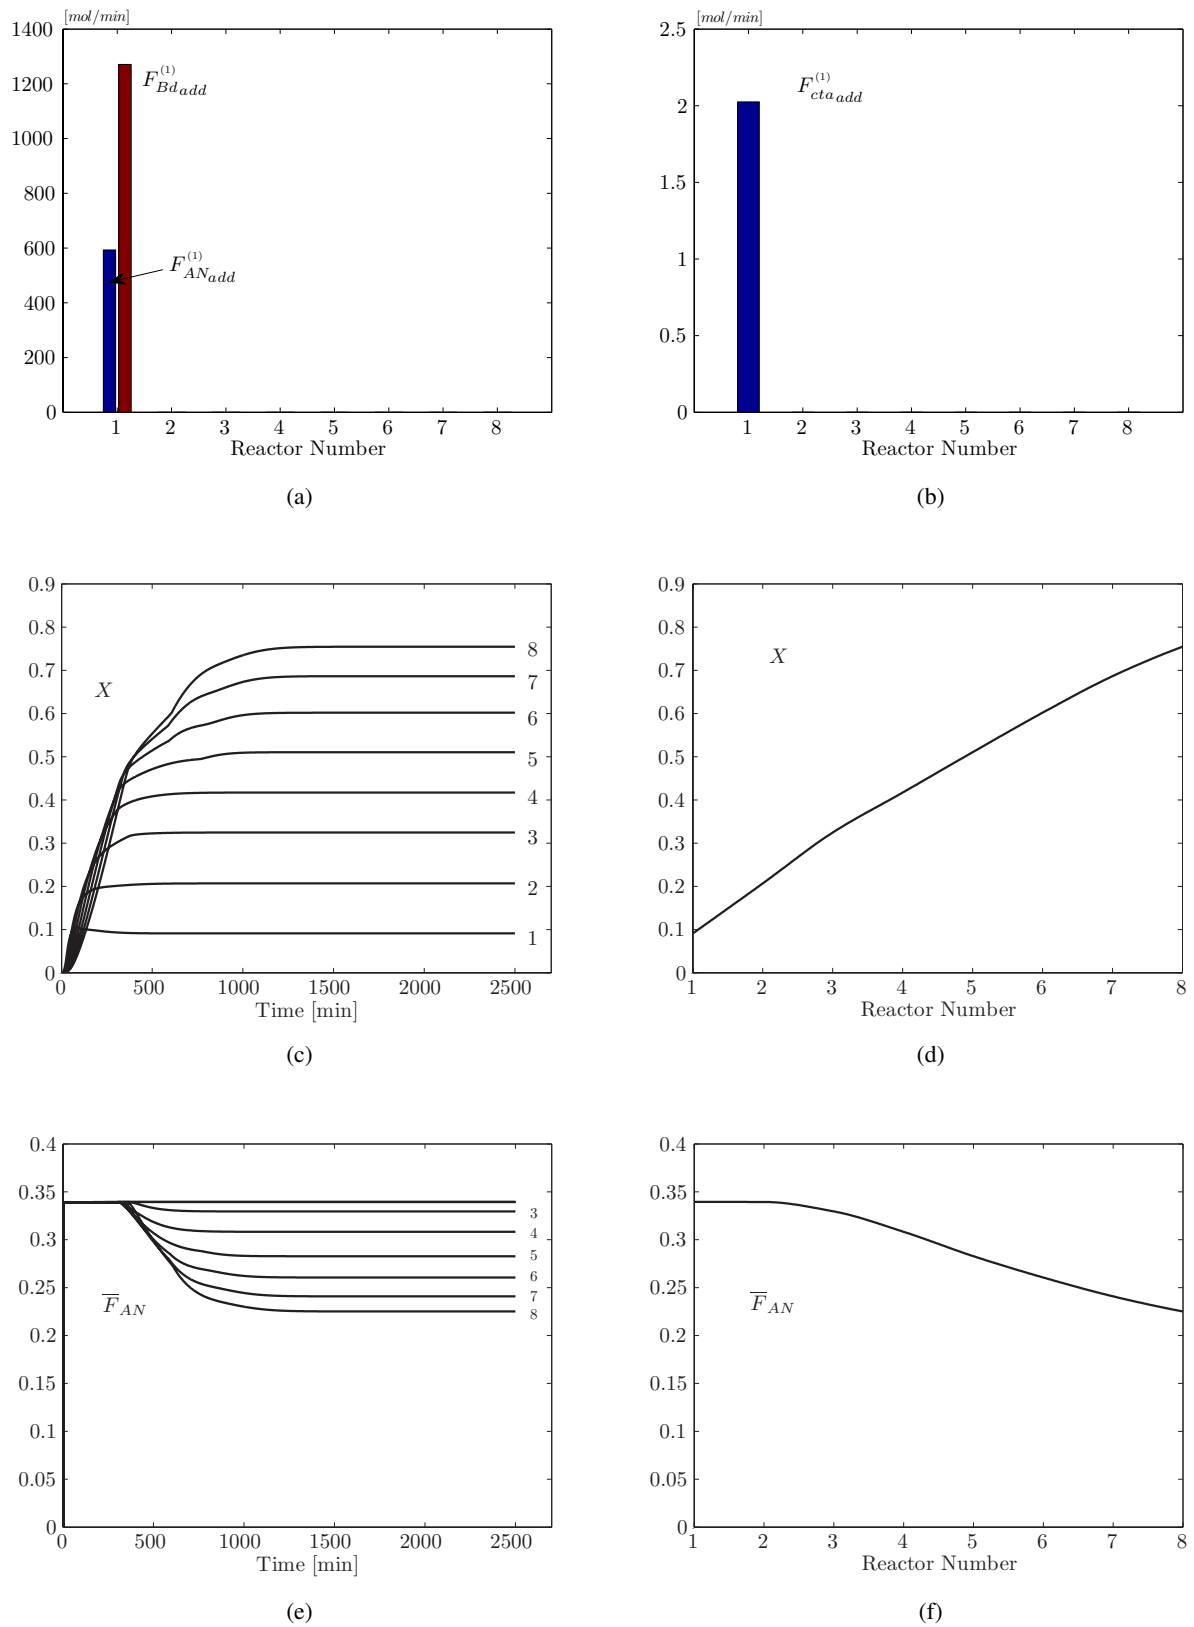 [mol/min]
1400
1200
1000
800
600
400
200
0
F_{Bd_{add}}^{(1)}
F_{AN_{add}}^{(1)}
1 2 3 4 5 6 7 8
Reactor Number
(a)
[mol/min]
2.5
2
1.5
1
0.5
0
F_{cta_{add}}^{(1)}
1 2 3 4 5 6 7 8
Reactor Number
(b)
0.9
0.8
0.7
0.6
0.5
0.4
0.3
0.2
0.1
0
X
8
7
6
5
4
3
2
1
0 500 1000 1500 2000 2500
Time [min]
(c)
0.9
0.8
0.7
0.6
0.5
0.4
0.3
0.2
0.1
0
X
1 2 3 4 5 6 7 8
Reactor Number
(d)
0.4
0.35
0.3
0.25
0.2
0.15
0.1
0.05
0
3
4
5
6
7
8
F̅_{AN}
0 500 1000 1500 2000 2500
Time [min]
(e)
0.4
0.35
0.3
0.25
0.2
0.15
0.1
0.05
0
F̅_{AN}
1 2 3 4 5 6 7 8
Reactor Number
(f)